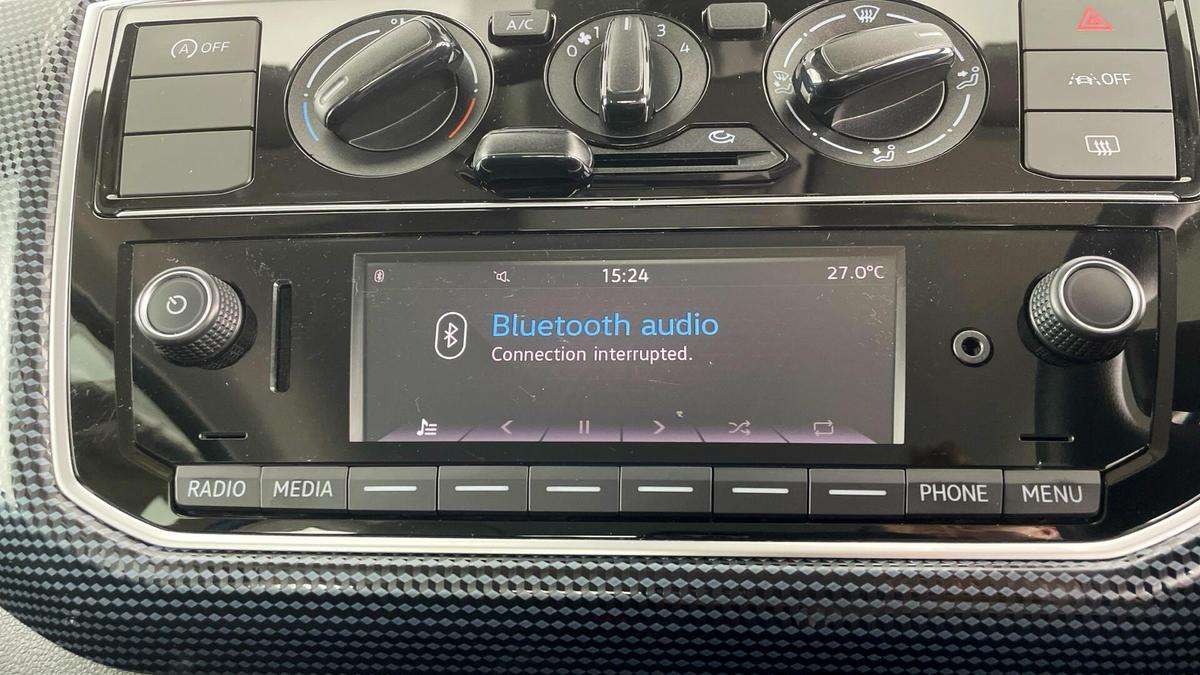 A OFF
A/C
0 1 3 4
OFF
15:24 27.0°C
Bluetooth audio
Connection interrupted.
RADIO MEDIA PHONE MENU